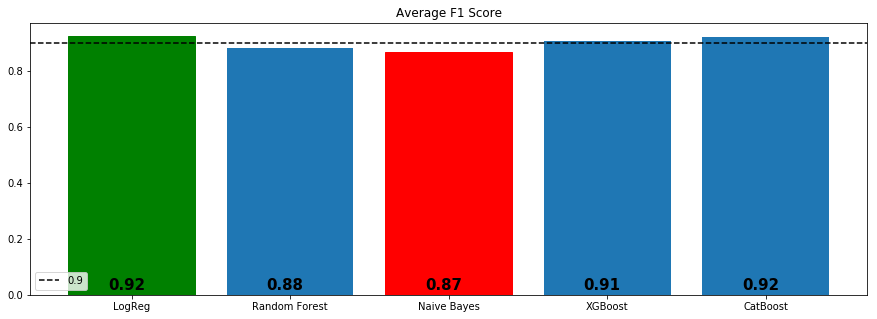 Average F1 Score
0.8
0.6
0.4
0.2
0.0
0.9
0.92
0.88
0.87
0.91
0.92
LogReg
Random Forest
Naive Bayes
XGBoost
CatBoost